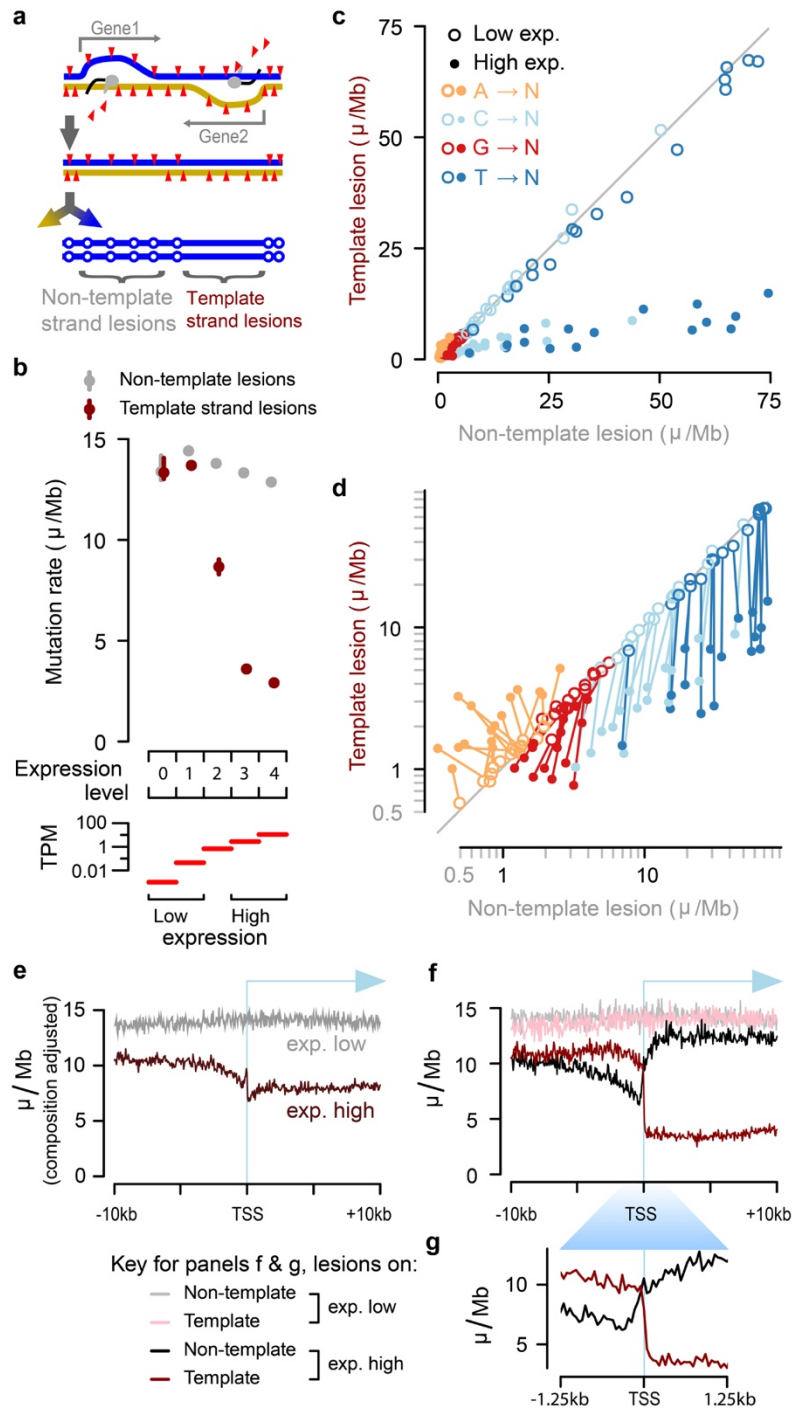 a
Gene1
Gene2
Non-template
strand lesions
Template
strand lesions
b
Non-template lesions
Template strand lesions
15
10
5
0
Mutation rate ( μ /Mb)
Expression
level
0 1 2 3 4
100
1
0.01
TPM
Low High
expression
c
75
50
25
0
Template lesion ( μ /Mb)
Low exp.
High exp.
A → N
C → N
G → N
T → N
0 25 50 75
Non-template lesion ( μ /Mb)
d
Template lesion ( μ /Mb)
10
1
0.5
0.5 1 10
Non-template lesion ( μ /Mb)
e
15
10
5
0
μ / Mb
(composition adjusted)
exp. low
exp. high
-10kb TSS +10kb
f
15
10
5
0
μ / Mb
-10kb TSS +10kb
Key for panels f & g, lesions on:
Non-template
Template
exp. low
Non-template
Template
exp. high
g
10
5
μ / Mb
-1.25kb TSS 1.25kb